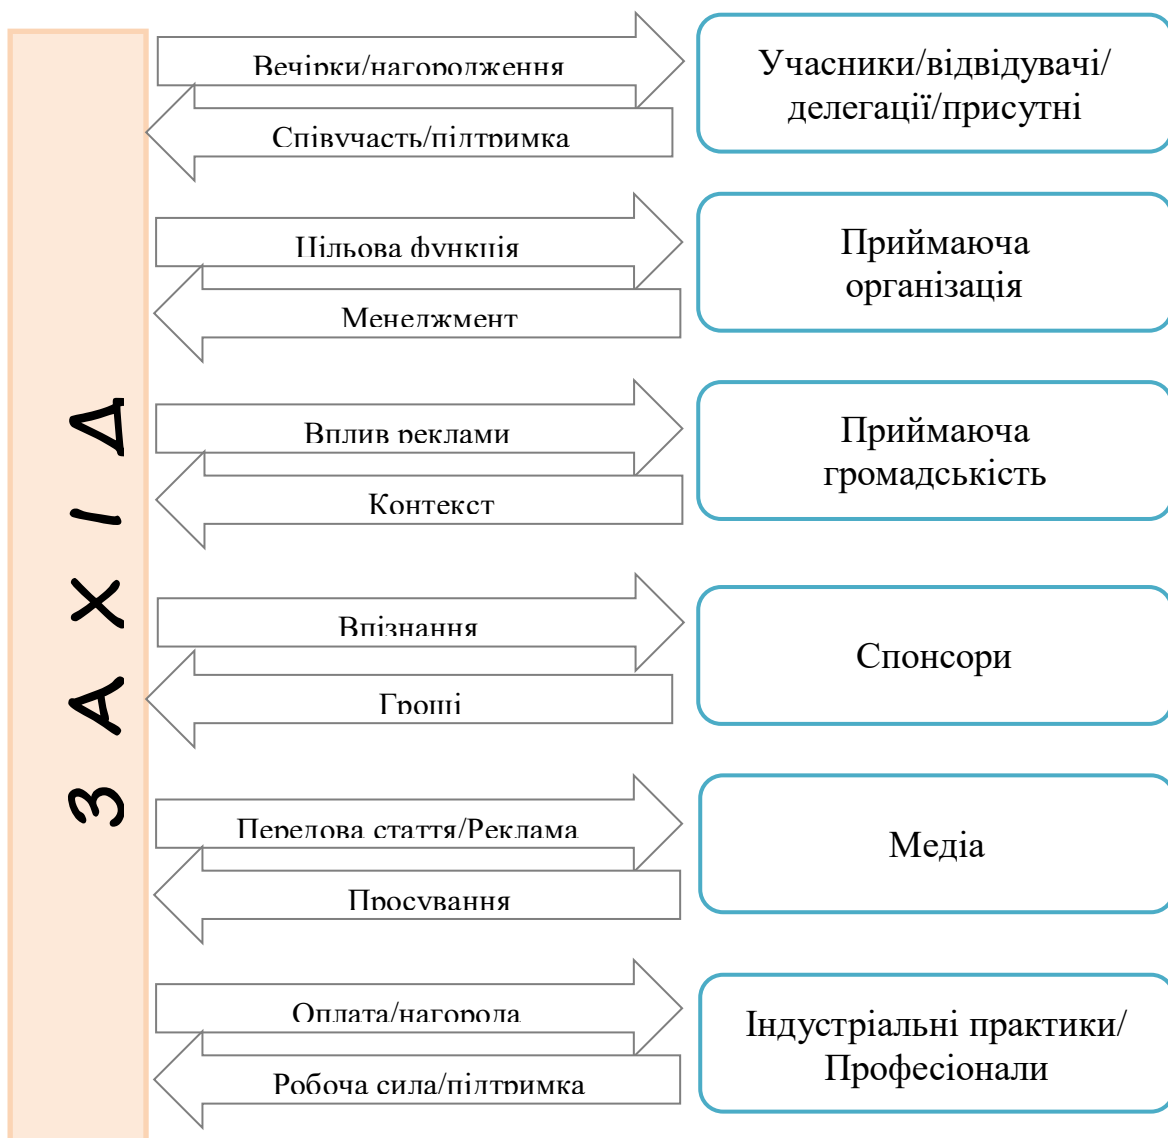 ЗАХІД
Вечірки/нагородження
Співучасть/підтримка
Учасники/відвідувачі/
делегації/присутні
Цільова функція
Менеджмент
Приймаюча
організація
Вплив реклами
Контекст
Приймаюча
громадськість
Впізнання
Гроші
Спонсори
Передова стаття/Реклама
Просування
Медіа
Оплата/нагорода
Робоча сила/підтримка
Індустріальні практики/
Професіонали